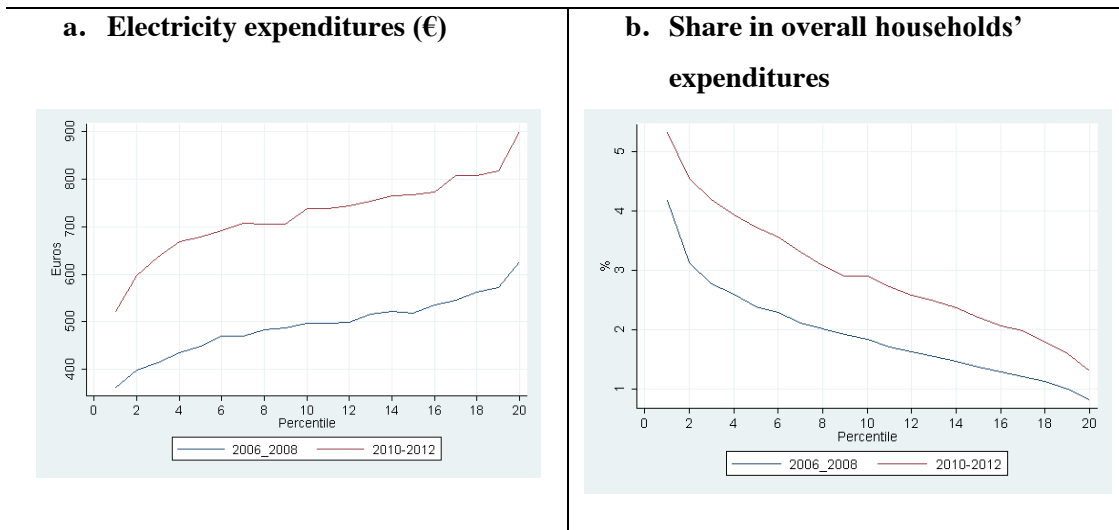 a. Electricity expenditures (€)
900
800
700
600
500
400
Euros
0 2 4 6 8 10 12 14 16 18 20
Percentile
2006_2008 2010-2012
b. Share in overall households’
expenditures
5
4
3
2
1
%
0 2 4 6 8 10 12 14 16 18 20
Percentile
2006_2008 2010-2012